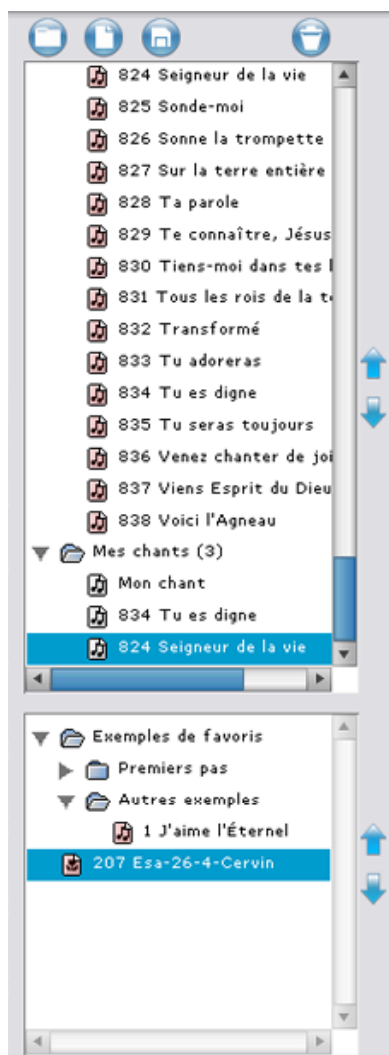 824 Seigneur de la vie
825 Sonde-moi
826 Sonne la trompette
827 Sur la terre entière
828 Ta parole
829 Te connaître, Jésus
830 Tiens-moi dans tes
831 Tous les rois de la
832 Transformé
833 Tu adoreras
834 Tu es digne
835 Tu seras toujours
836 Venez chanter de joi
837 Viens Esprit du Dieu
838 Voici l'Agneau
Mes chants (3)
Mon chant
834 Tu es digne
824 Seigneur de la vie
Exemples de favoris
Premiers pas
Autres exemples
1 J'aime l'Éternel
207 Esa-26-4-Cervin